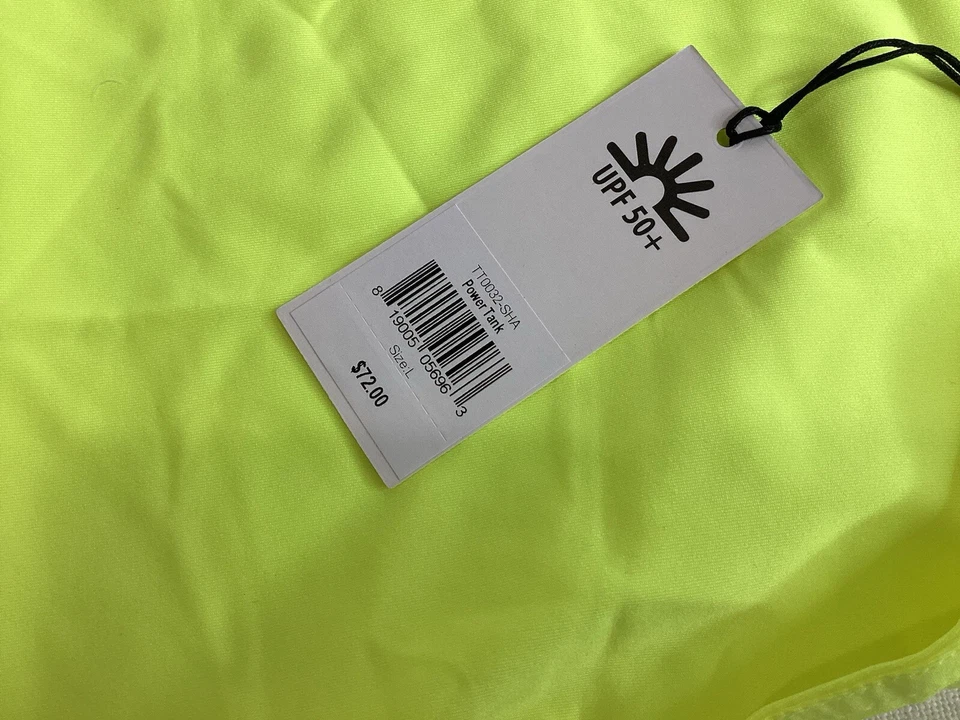 UPF 50+
TT0032-SHA
Power Tank
8 19005 05696 3
Size:L
$72.00